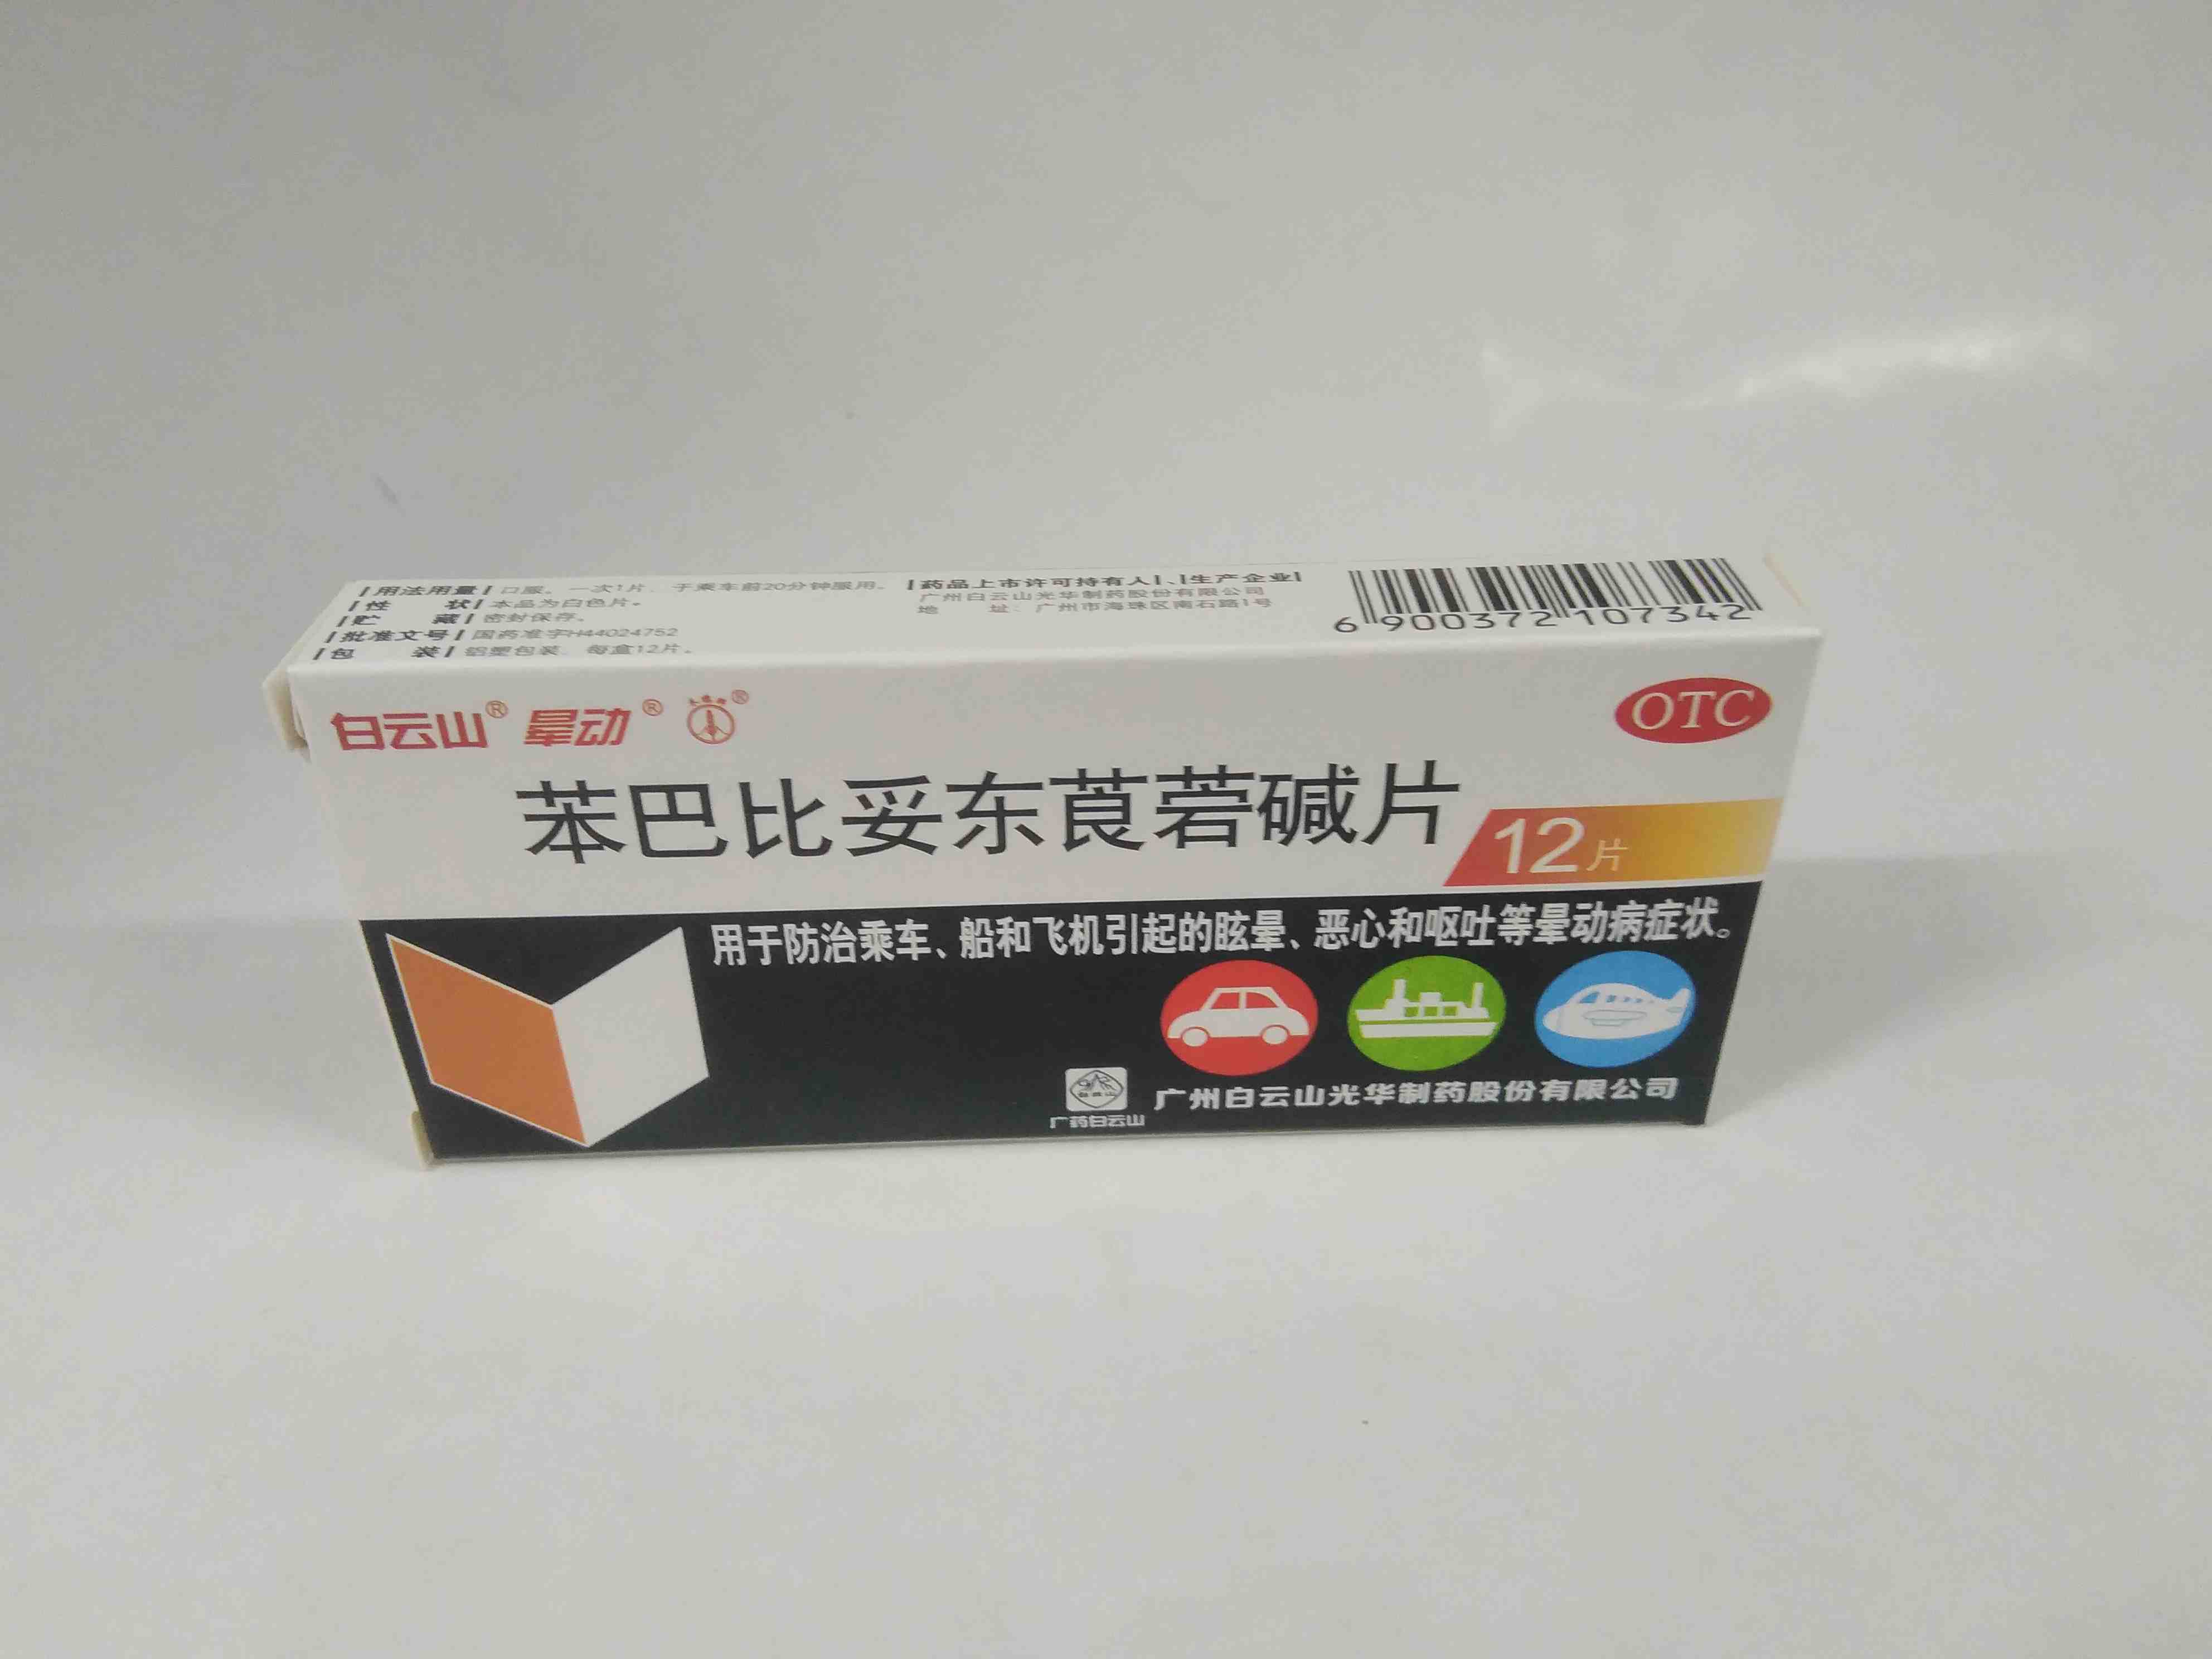 【用法用量】口服。一次1片,于乘车前20分钟服用。
【性 状】本品为白色片。
【贮 藏】密封保存。
【批准文号】国药准字H44024752
【包 装】铝塑包装,每盒12片。
【药品上市许可持有人】、【生产企业】
广州白云山光华制药股份有限公司
地 址:广州市海珠区南石路1号
6 900372 107342
白云山® 晕动® ®
OTC
苯巴比妥东莨菪碱片
12片
用于防治乘车、船和飞机引起的眩晕、恶心和呕吐等晕动病症状。
广药白云山
广州白云山光华制药股份有限公司